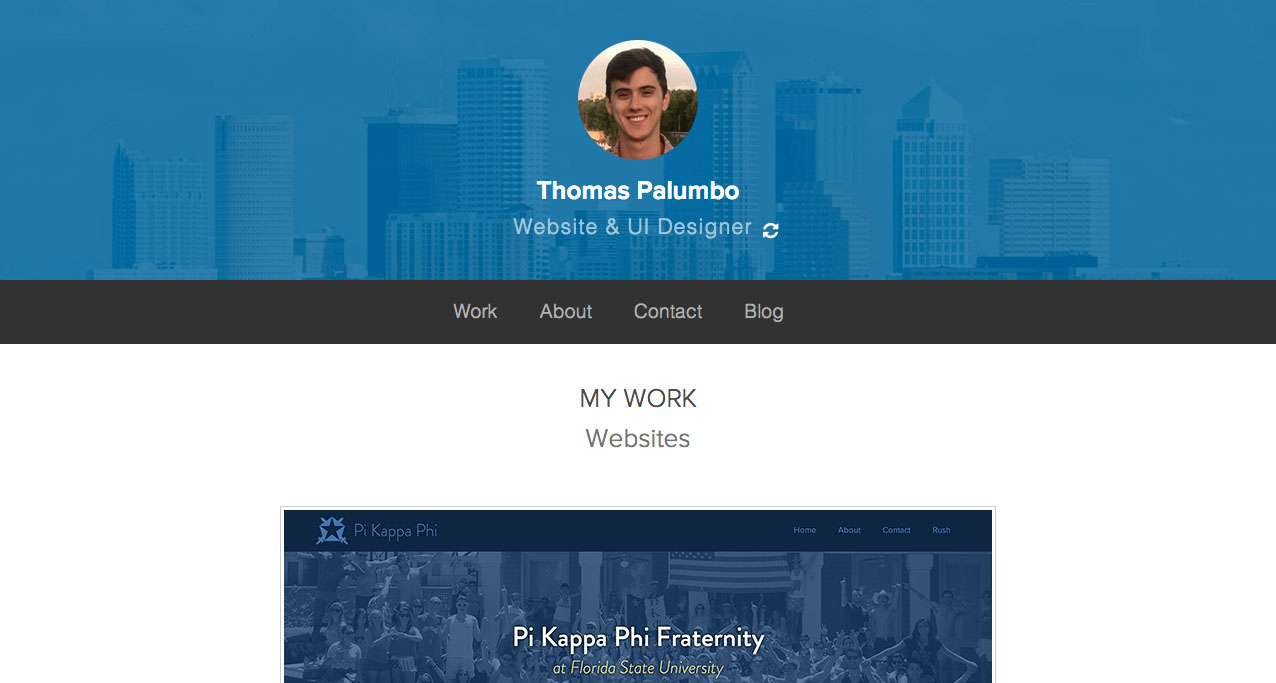 Thomas Palumbo
Website & UI Designer
Work About Contact Blog
MY WORK
Websites
Pi Kappa Phi Home About Contact Rush
Pi Kappa Phi Fraternity
at Florida State University